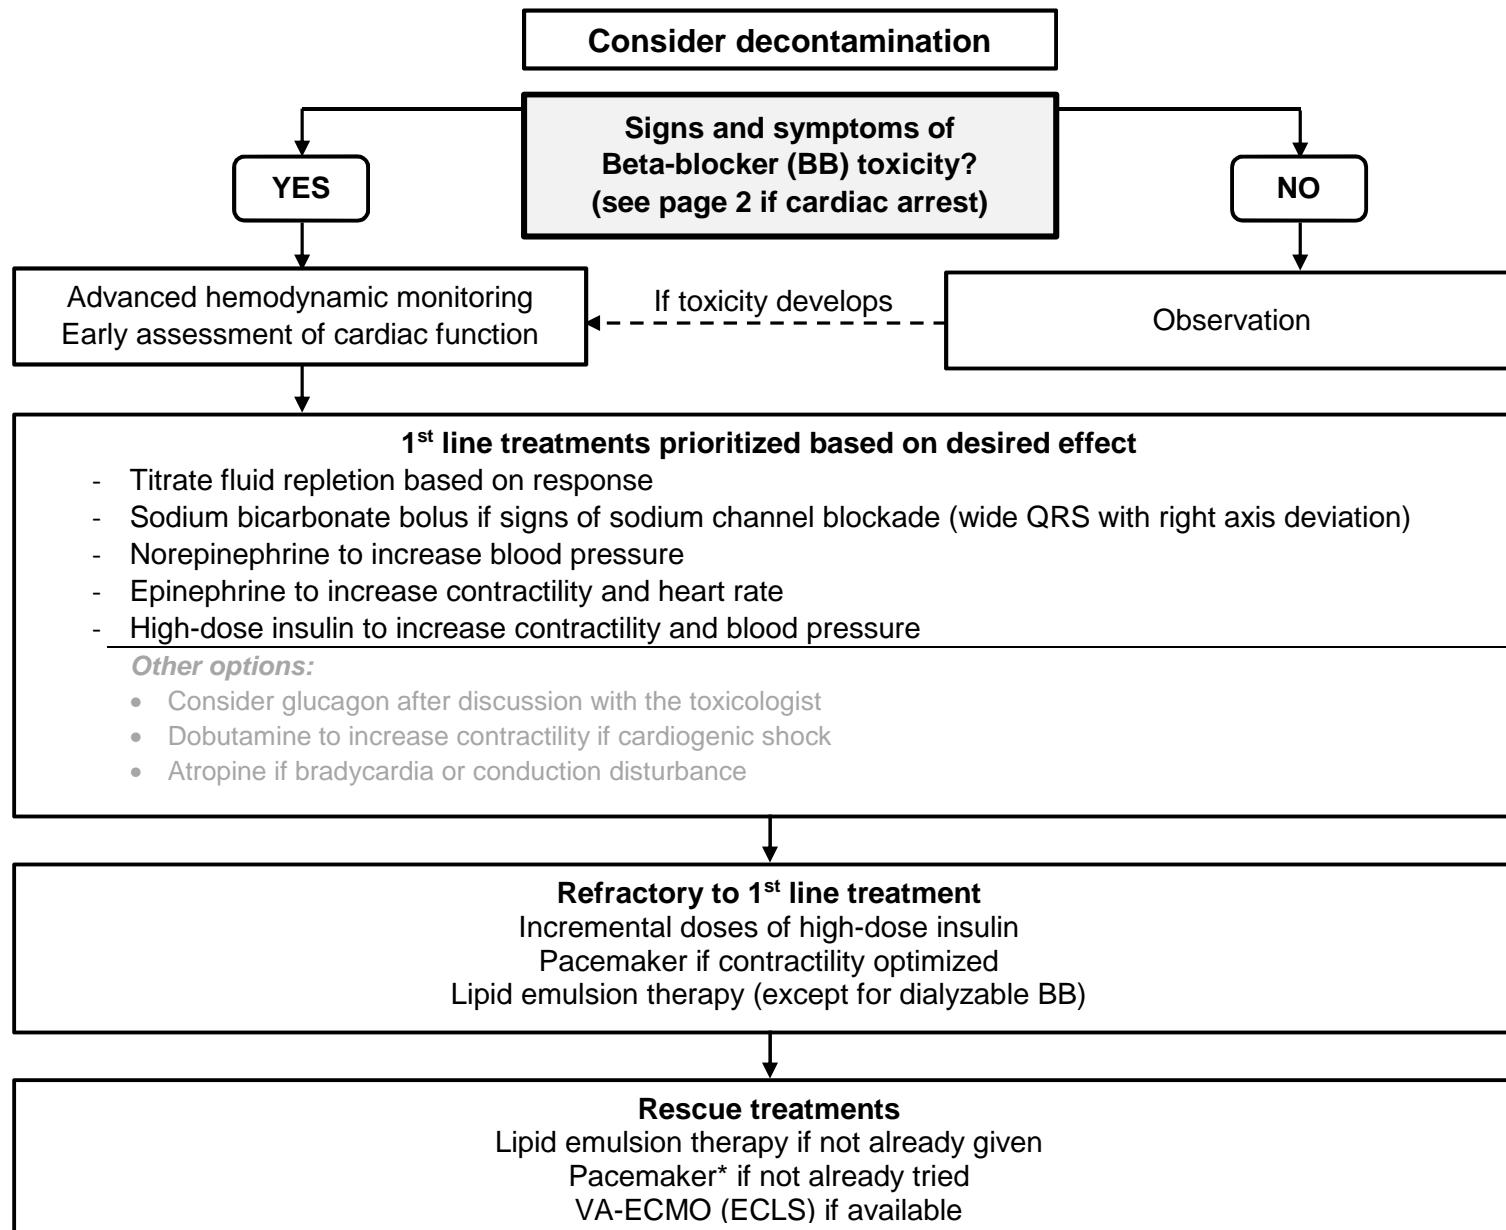 Consider decontamination
Signs and symptoms of
Beta-blocker (BB) toxicity?
(see page 2 if cardiac arrest)
YES
NO
Advanced hemodynamic monitoring
Early assessment of cardiac function
If toxicity develops
Observation
1st line treatments prioritized based on desired effect
- Titrate fluid repletion based on response
- Sodium bicarbonate bolus if signs of sodium channel blockade (wide QRS with right axis deviation)
- Norepinephrine to increase blood pressure
- Epinephrine to increase contractility and heart rate
- High-dose insulin to increase contractility and blood pressure
Other options:
• Consider glucagon after discussion with the toxicologist
• Dobutamine to increase contractility if cardiogenic shock
• Atropine if bradycardia or conduction disturbance
Refractory to 1st line treatment
Incremental doses of high-dose insulin
Pacemaker if contractility optimized
Lipid emulsion therapy (except for dialyzable BB)
Rescue treatments
Lipid emulsion therapy if not already given
Pacemaker* if not already tried
VA-ECMO (ECLS) if available